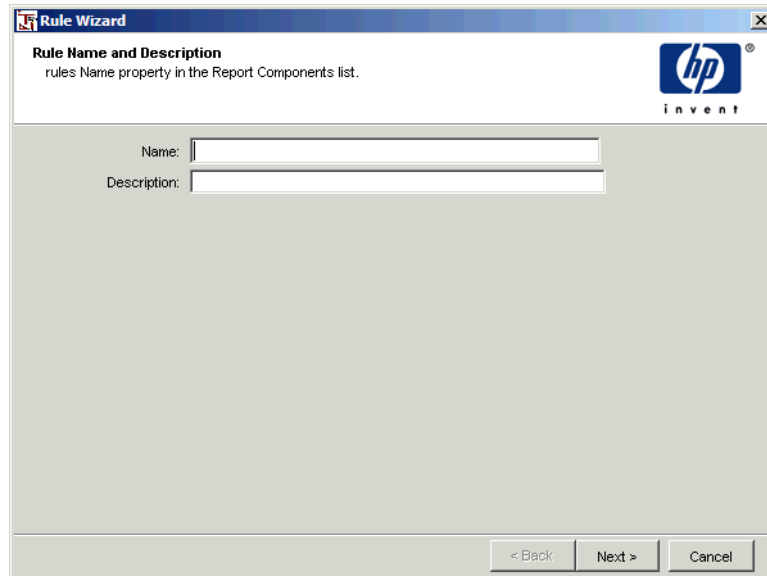 Rule Wizard
Rule Name and Description
rules Name property in the Report Components list.
hp
®
invent
Name:
Description:
< Back
Next >
Cancel